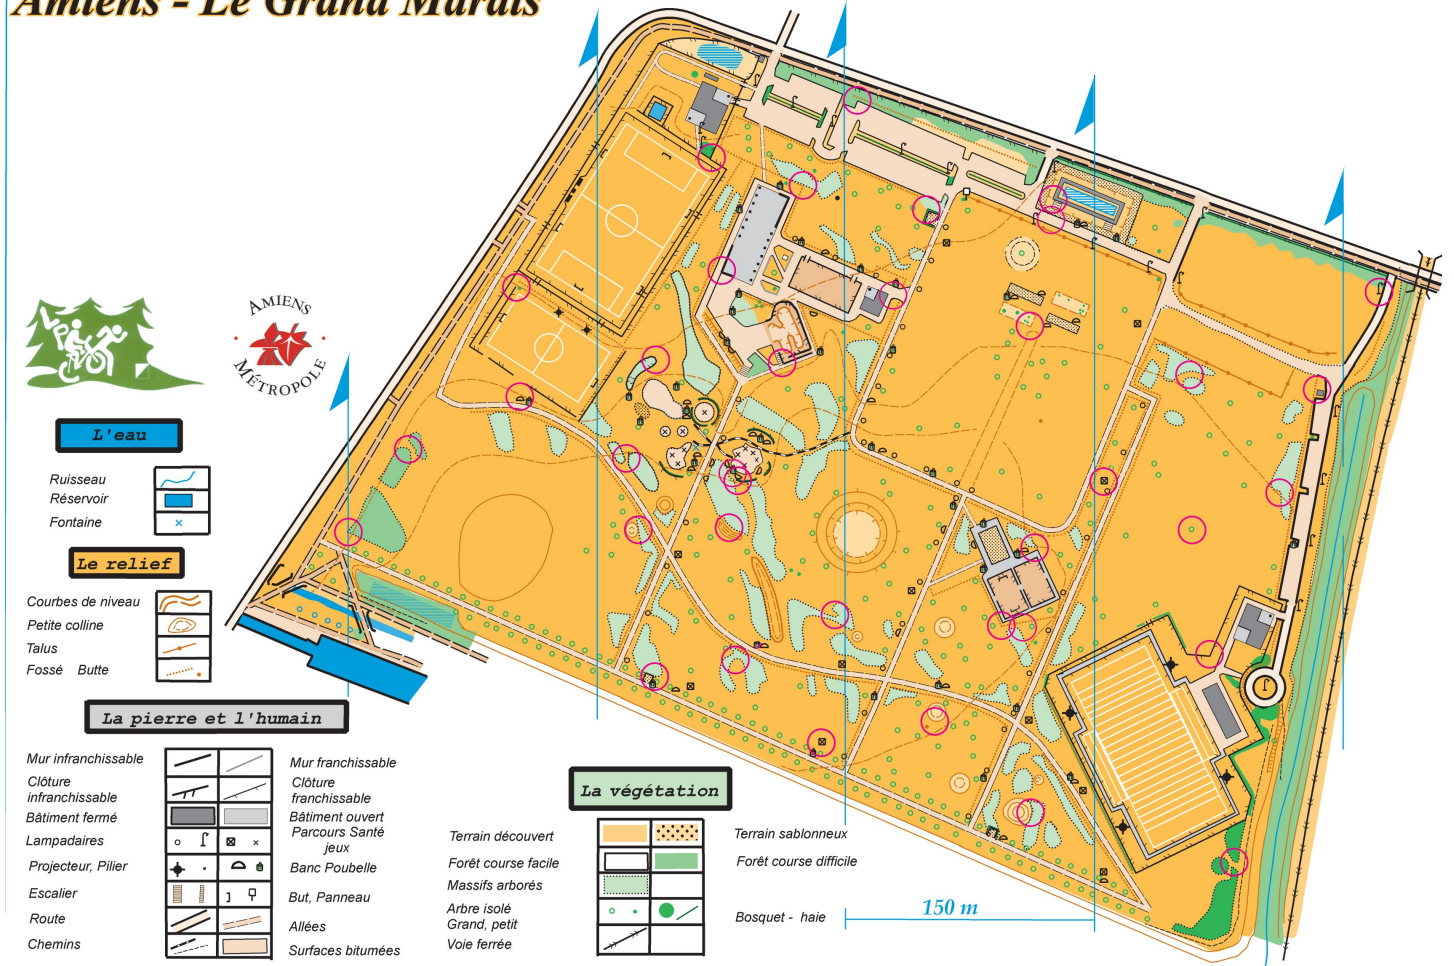 Amiens - Le Grand Marais
AMIENS
MÉTROPOLE
L'eau
Ruisseau
Réservoir
Fontaine
Le relief
Courbes de niveau
Petite colline
Talus
Fossé Butte
La pierre et l'humain
Mur infranchissable
Mur franchissable
Clôture
infranchissable
Clôture
franchissable
Bâtiment fermé
Bâtiment ouvert
Lampadaires
Parcours Santé
jeux
Projecteur, Pilier
Banc Poubelle
Escalier
But, Panneau
Route
Allées
Chemins
Surfaces bitumées
La végétation
Terrain découvert
Terrain sablonneux
Forêt course facile
Forêt course difficile
Massifs arborés
Arbre isolé
Grand, petit
Bosquet - haie
Voie ferrée
150 m